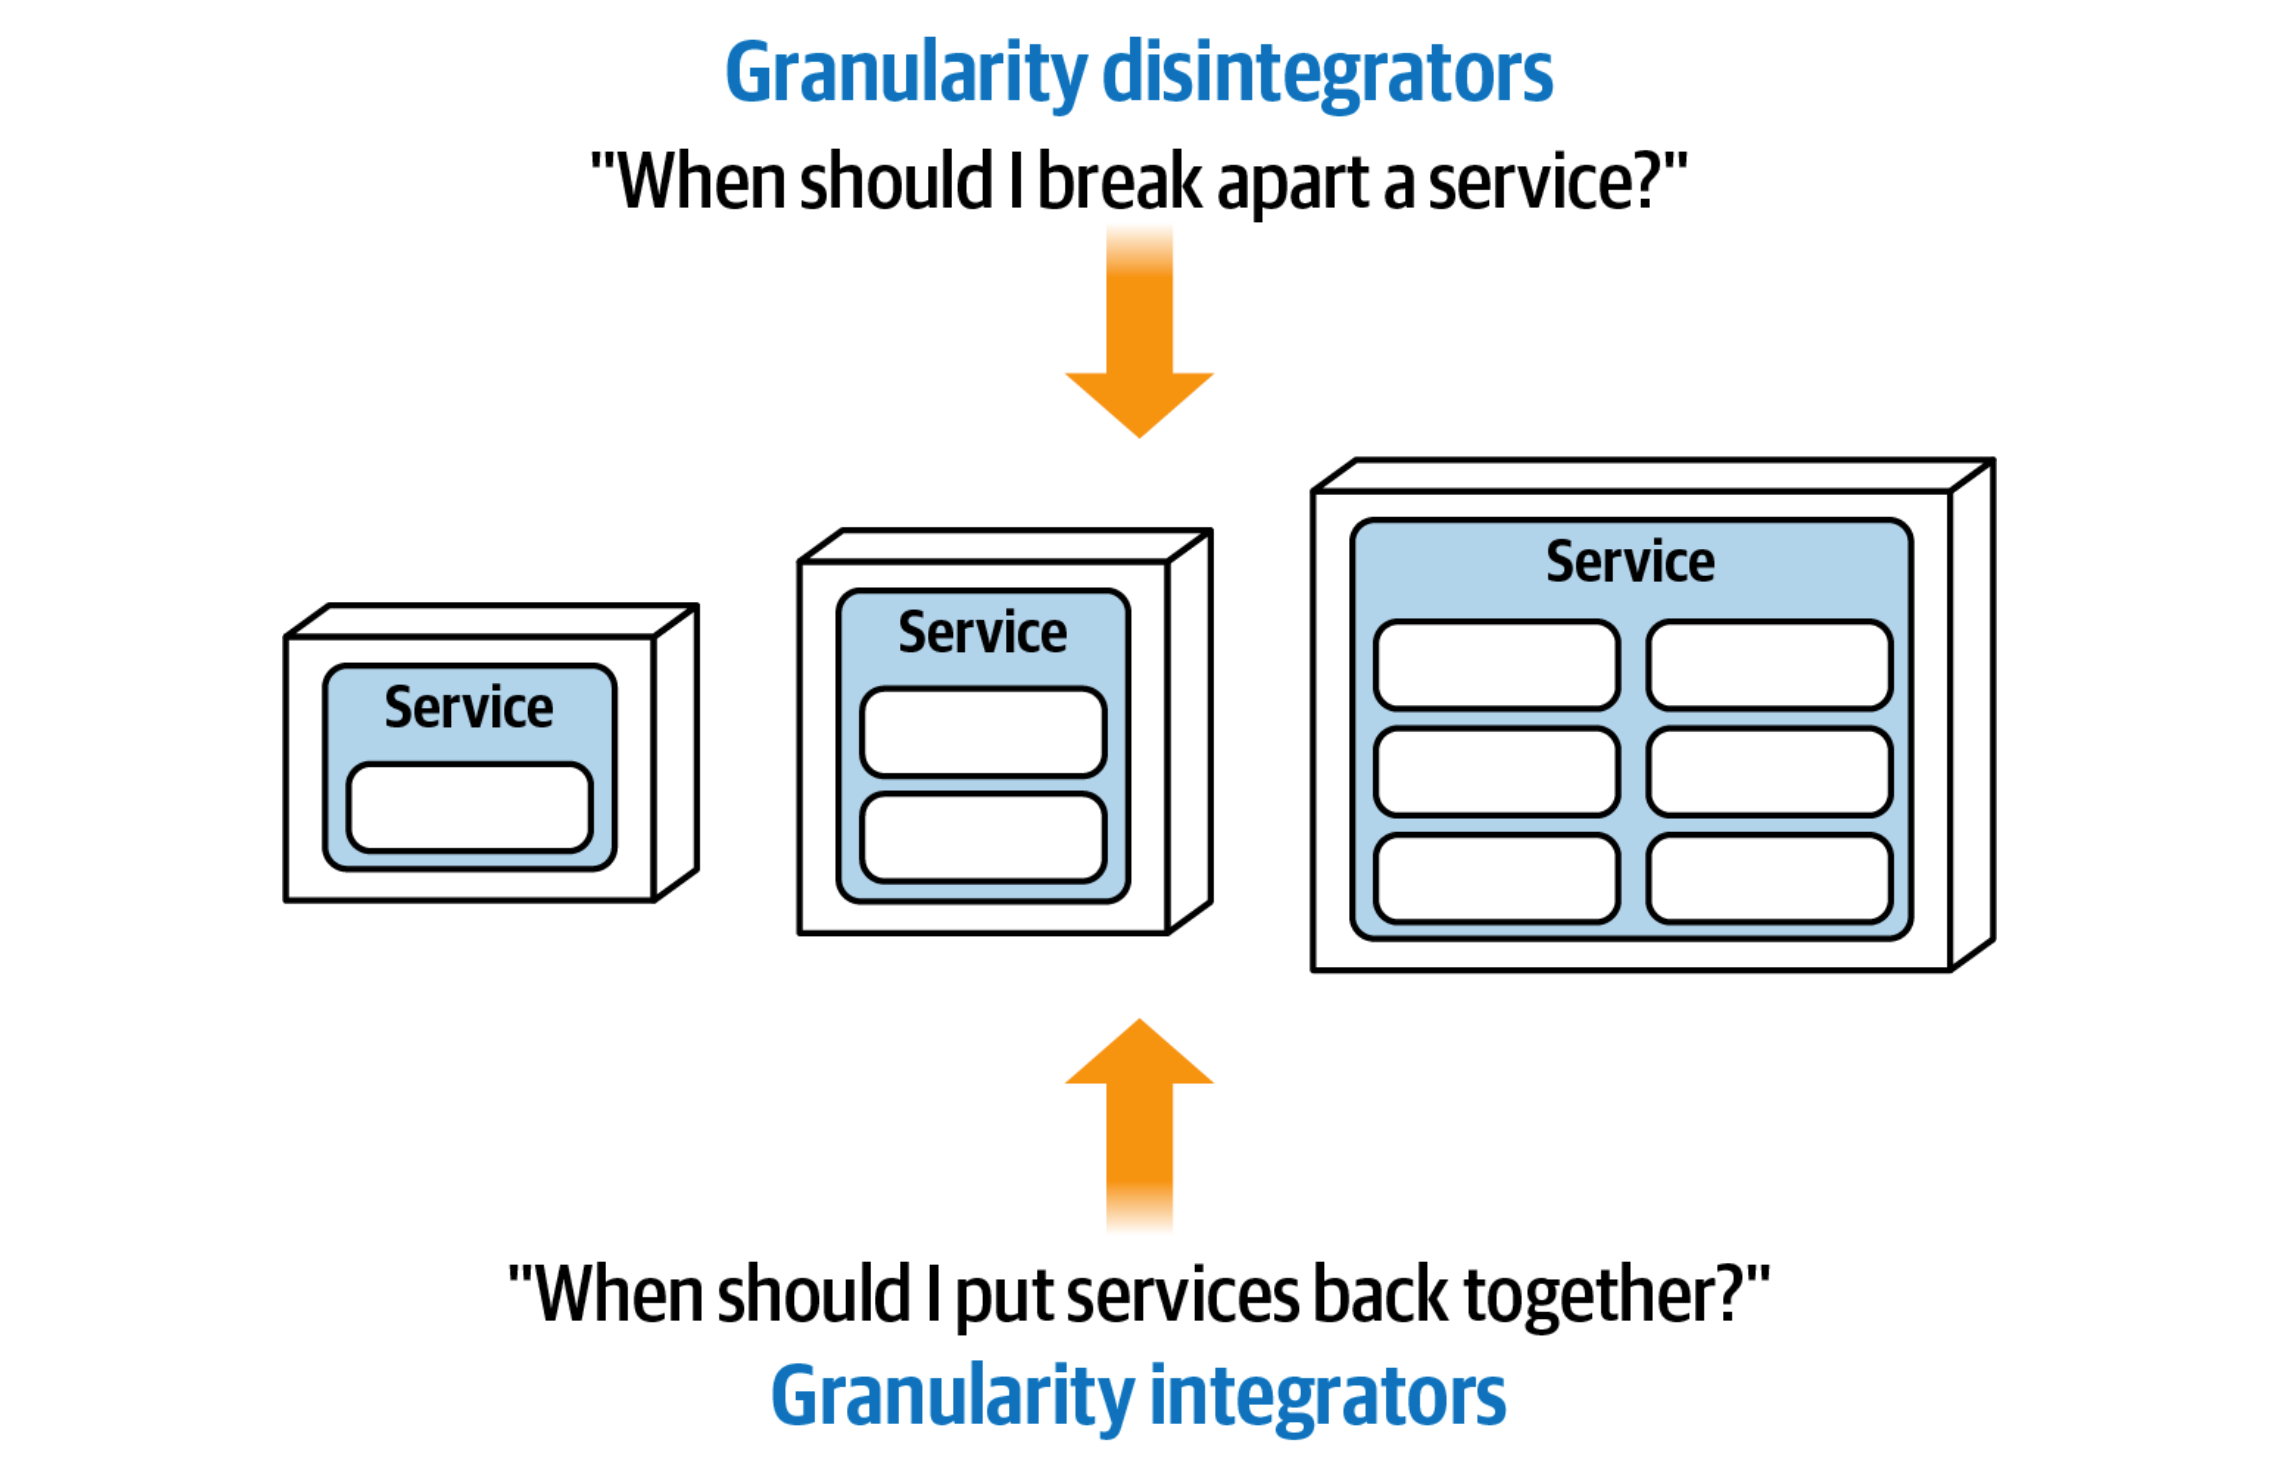 Granularity disintegrators
"When should I break apart a service?"
Service
Service
Service
"When should I put services back together?"
Granularity integrators